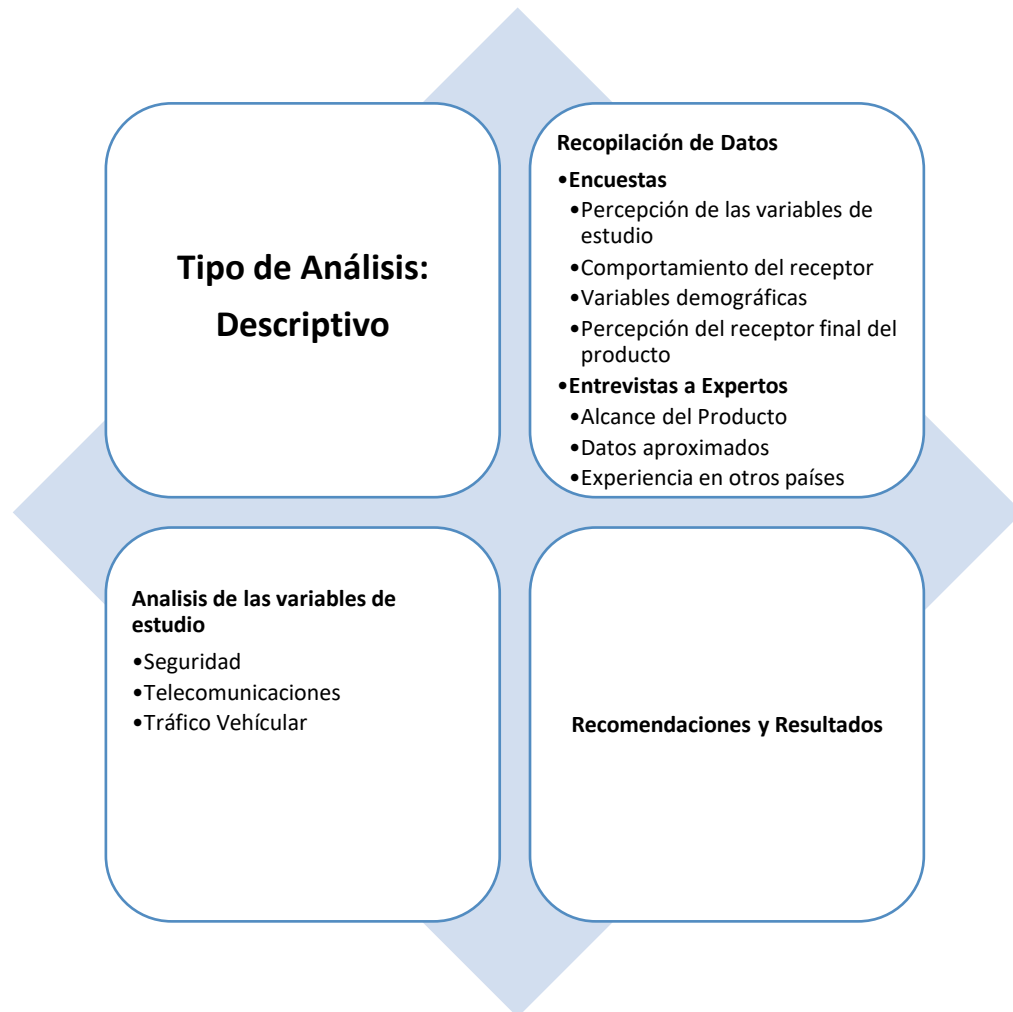 Tipo de Análisis:
Descriptivo
Recopilación de Datos
•Encuestas
•Percepción de las variables de
estudio
•Comportamiento del receptor
•Variables demográficas
•Percepción del receptor final del
producto
•Entrevistas a Expertos
•Alcance del Producto
•Datos aproximados
•Experiencia en otros países
Analisis de las variables de
estudio
•Seguridad
•Telecomunicaciones
•Tráfico Vehícular
Recomendaciones y Resultados